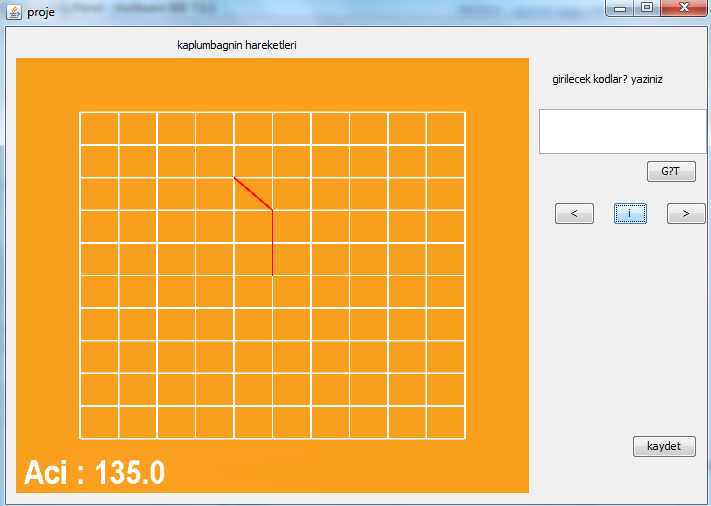 proje
kaplumbagnin hareketleri
girilecek kodlar? yaziniz
G?T
< i >
kaydet
Aci : 135.0